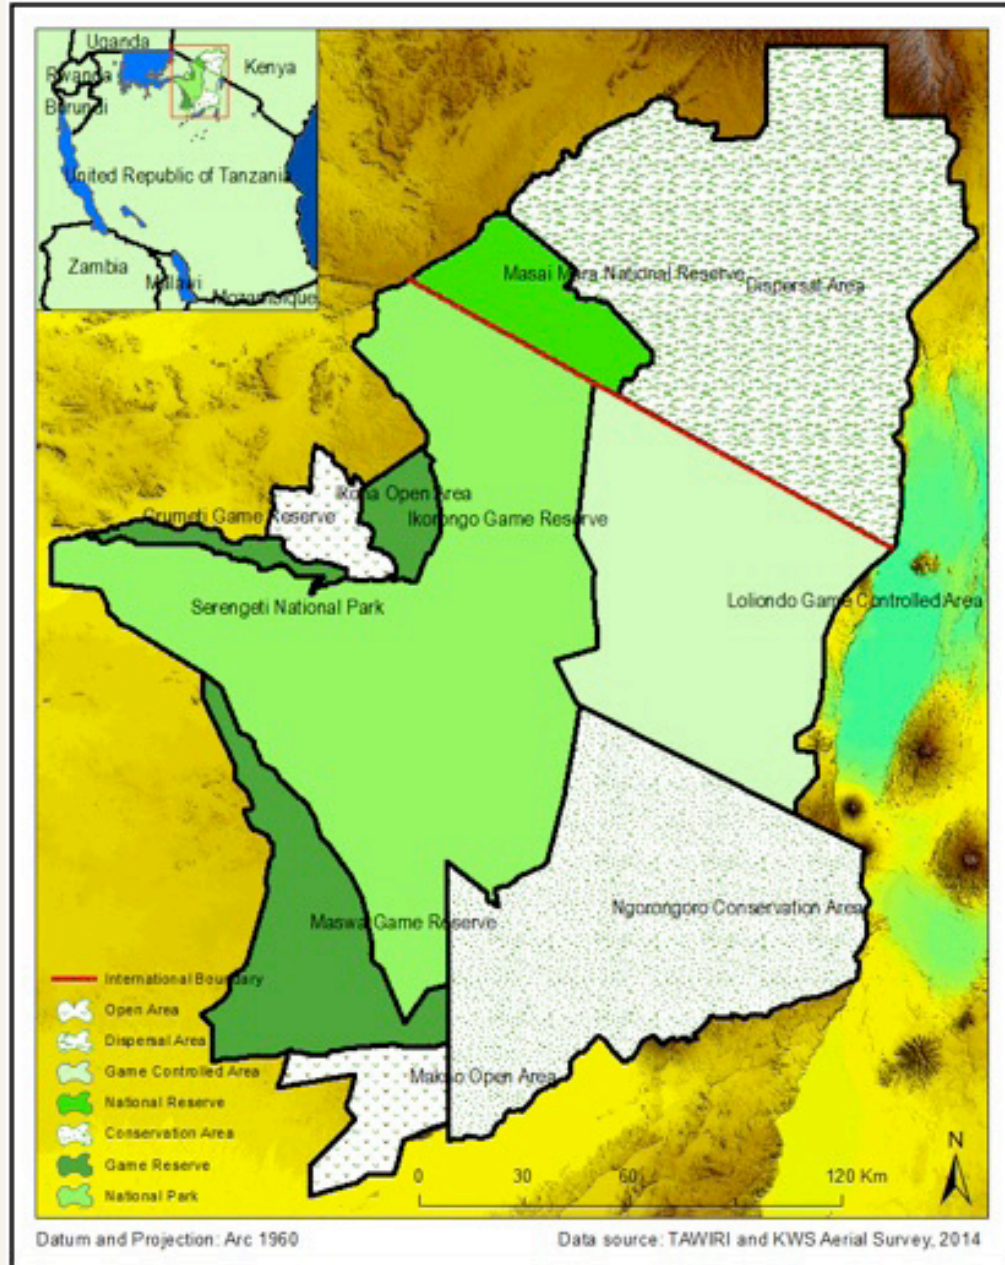 Uganda
Kenya
Rwanda
Burundi
United Republic of Tanzania
Zambia
Malawi
Mozambique
Masai Mara National Reserve
Dispersal Area
Ikona Open Area
Grumeti Game Reserve
Ikorongo Game Reserve
Serengeti National Park
Loliondo Game Controlled Area
Ngorongoro Conservation Area
Maswa Game Reserve
Makao Open Area
International Boundary
Open Area
Dispersal Area
Game Controlled Area
National Reserve
Conservation Area
Game Reserve
National Park
N
0 30 60 120 Km
Datum and Projection: Arc 1960
Data source: TAWIRI and KWS Aerial Survey, 2014